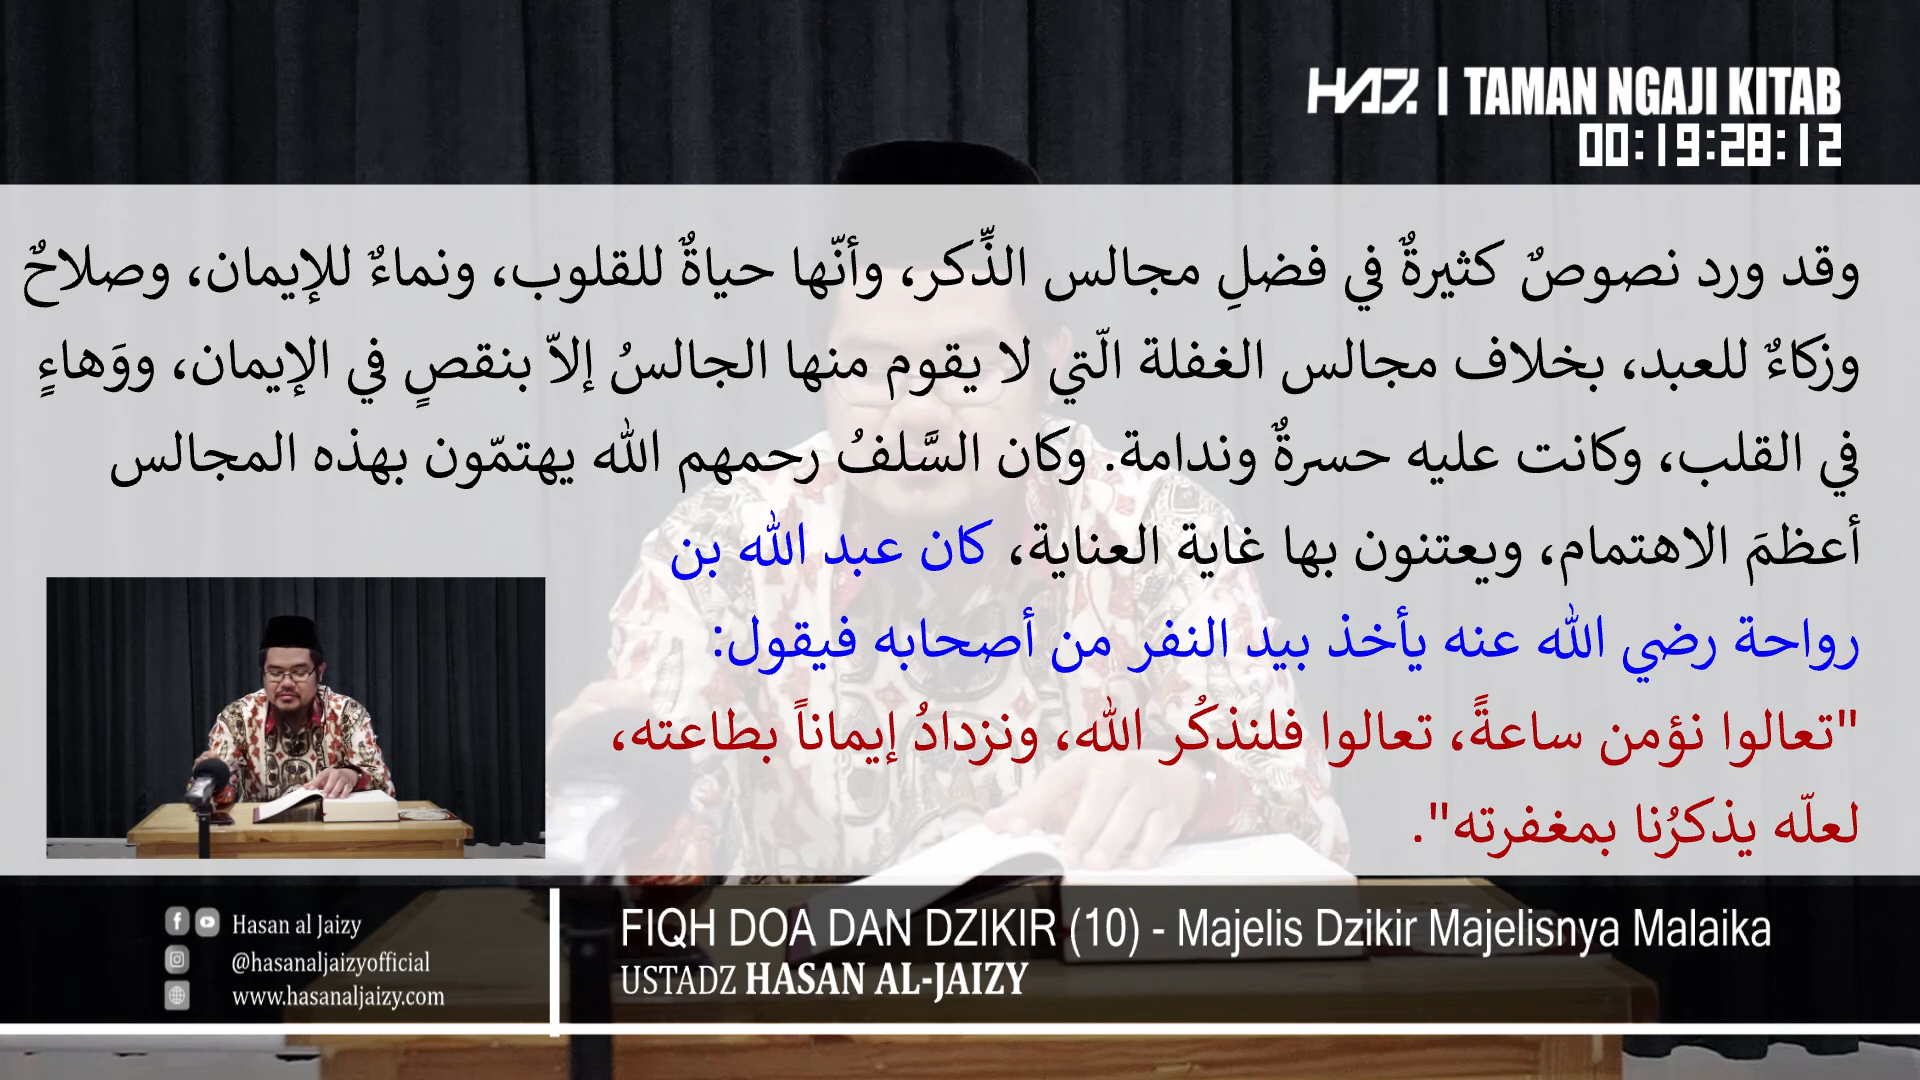 HAZ! | TAMAN NGAJI KITAB
00:19:28:12
وقد ورد نصوصٌ كثيرةٌ في فضلِ مجالس الذِّكر، وأنّها حياةٌ للقلوب، ونماءٌ للإيمان، وصلاحٌ
وزكاءٌ للعبد، بخلاف مجالس الغفلة الّتي لا يقوم منها الجالسُ إلاّ بنقصٍ في الإيمان، ووَهاءٍ
في القلب، وكانت عليه حسرةٌ وندامة. وكان السَّلفُ رحمهم الله يهتمّون بهذه المجالس
أعظمَ الاهتمام، ويعتنون بها غاية العناية، كان عبد الله بن
رواحة رضي الله عنه يأخذ بيد النفر من أصحابه فيقول:
"تعالوا نؤمن ساعةً، تعالوا فلنذكُر الله، ونزدادُ إيماناً بطاعته،
لعلّه يذكرُنا بمغفرته".
Hasan al Jaizy
@hasanaljaizyofficial
www.hasanaljaizy.com
FIQH DOA DAN DZIKIR (10) - Majelis Dzikir Majelisnya Malaika
USTADZ HASAN AL-JAIZY